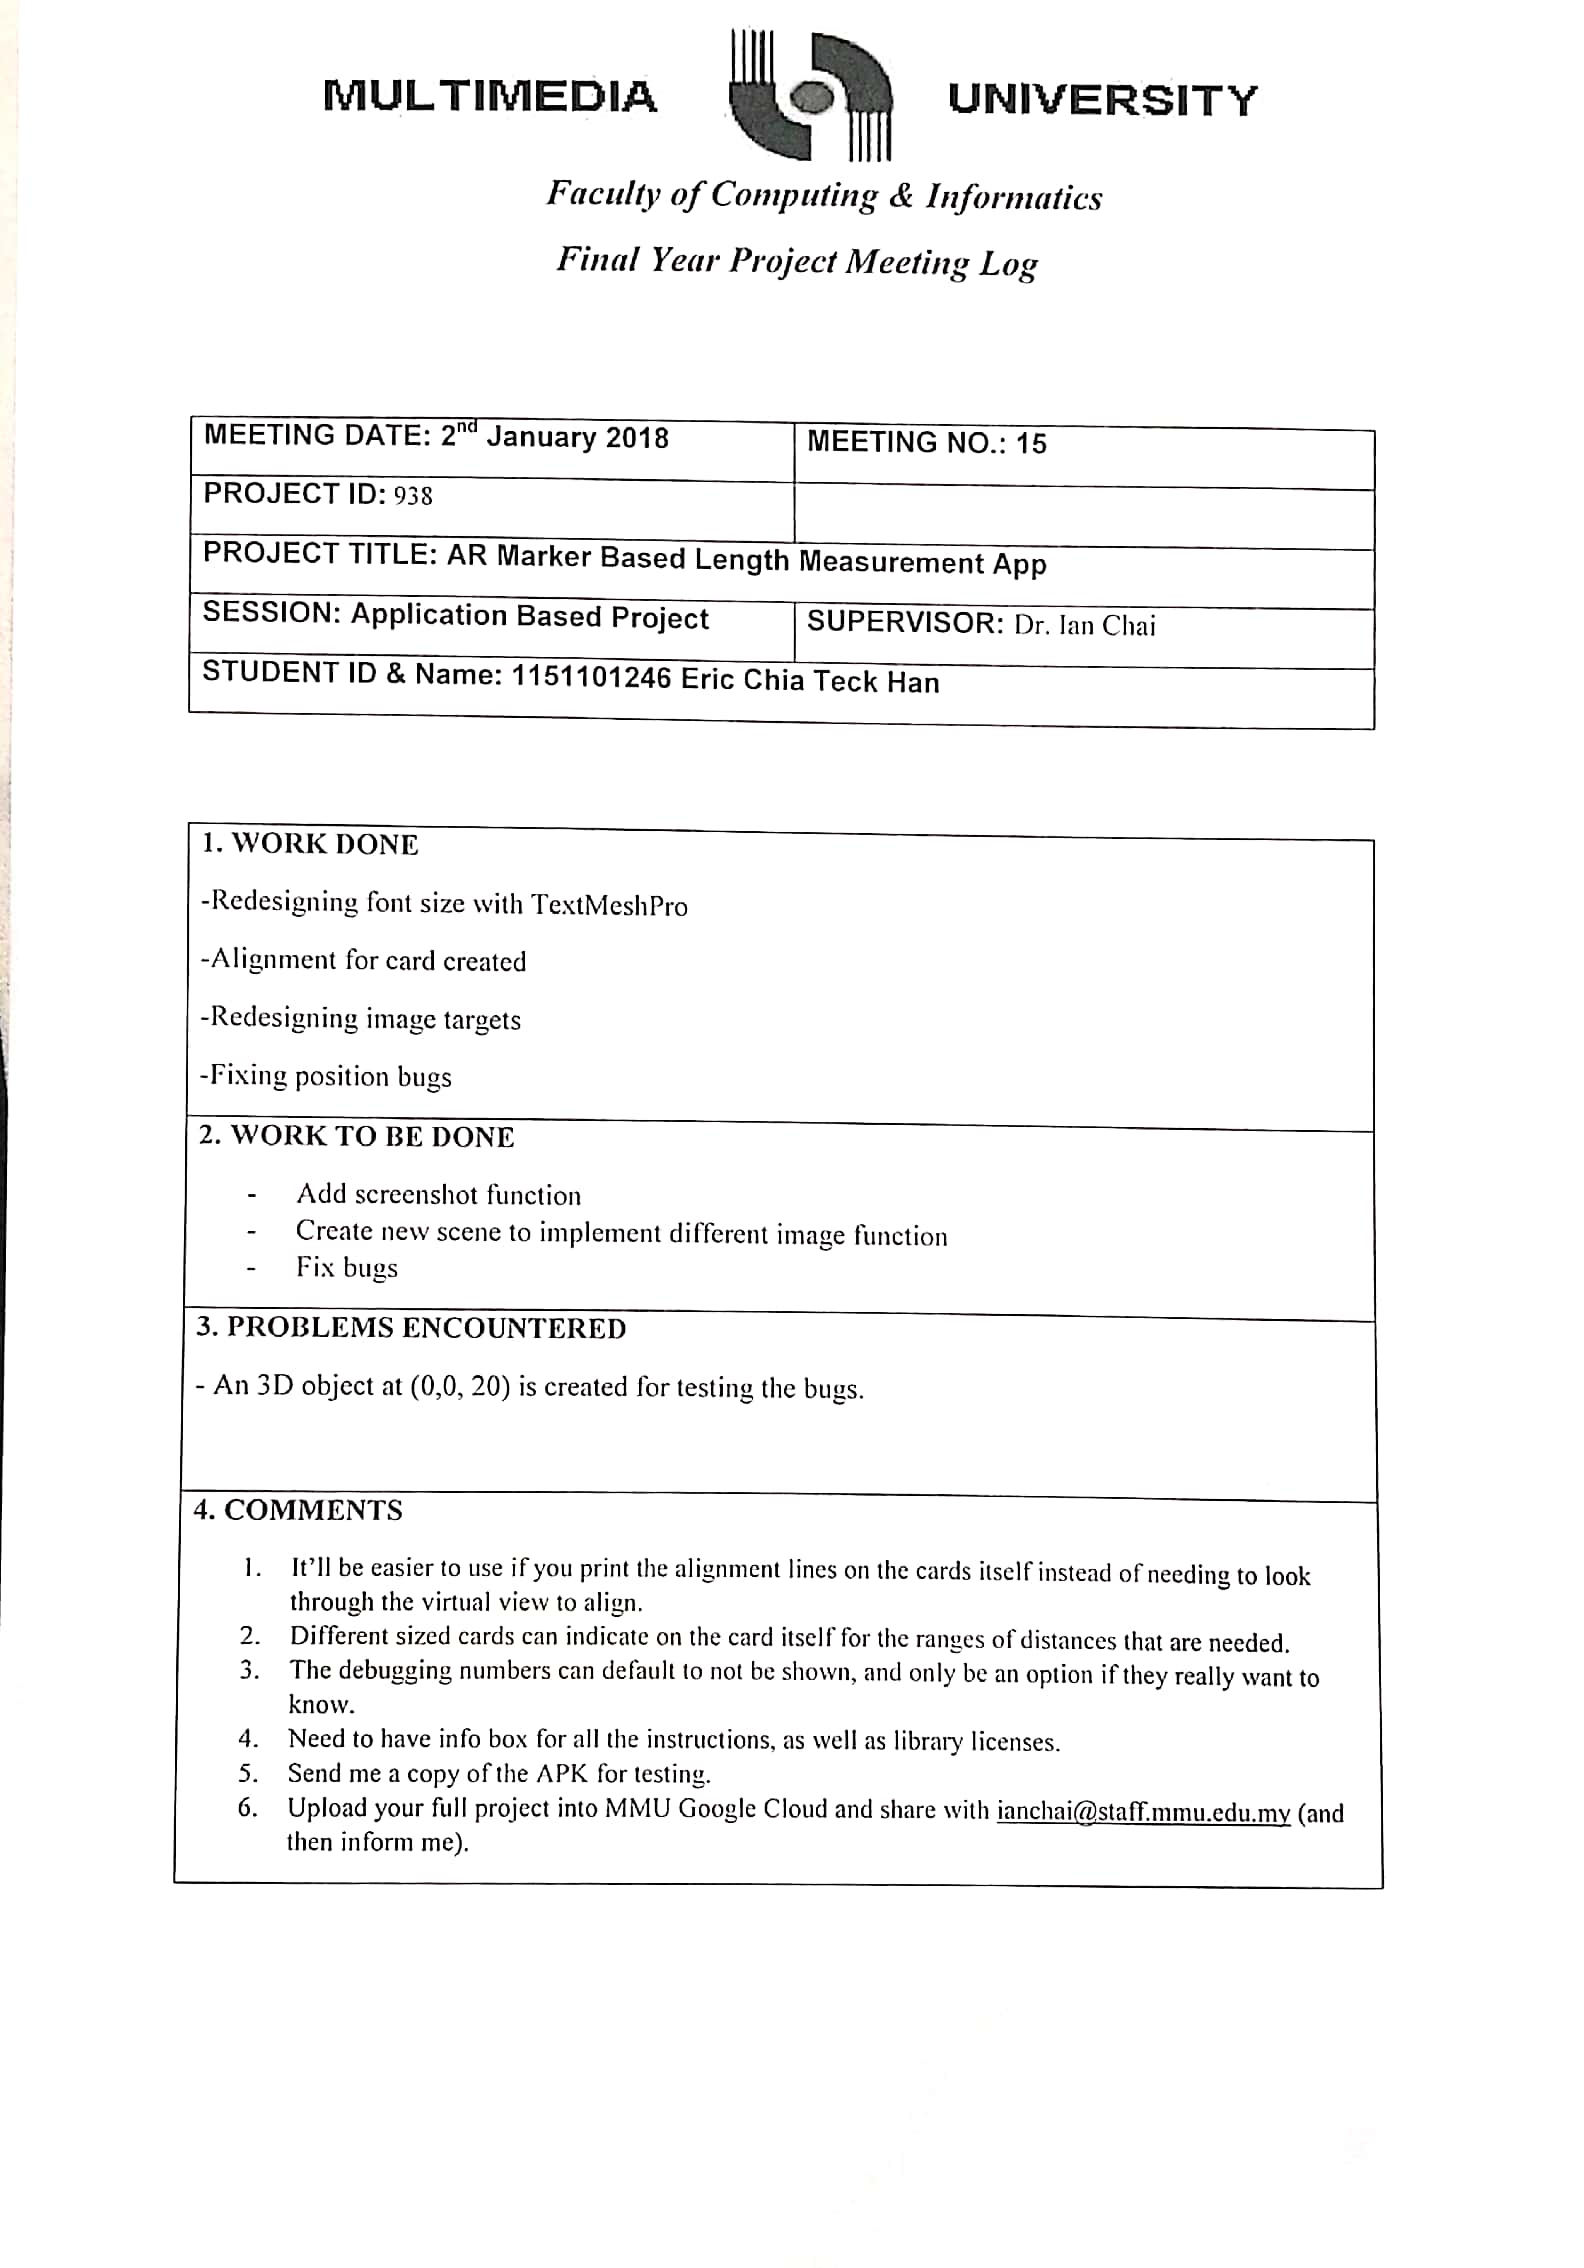 MULTIMEDIA UNIVERSITY
Faculty of Computing & Informatics
Final Year Project Meeting Log
MEETING DATE: 2nd January 2018
MEETING NO.: 15
PROJECT ID: 938
PROJECT TITLE: AR Marker Based Length Measurement App
SESSION: Application Based Project
SUPERVISOR: Dr. Ian Chai
STUDENT ID & Name: 1151101246 Eric Chia Teck Han
1. WORK DONE
-Redesigning font size with TextMeshPro
-Alignment for card created
-Redesigning image targets
-Fixing position bugs
2. WORK TO BE DONE
- Add screenshot function
- Create new scene to implement different image function
- Fix bugs
3. PROBLEMS ENCOUNTERED
- An 3D object at (0,0, 20) is created for testing the bugs.
4. COMMENTS
1. It'll be easier to use if you print the alignment lines on the cards itself instead of needing to look
through the virtual view to align.
2. Different sized cards can indicate on the card itself for the ranges of distances that are needed.
3. The debugging numbers can default to not be shown, and only be an option if they really want to
know.
4. Need to have info box for all the instructions, as well as library licenses.
5. Send me a copy of the APK for testing.
6. Upload your full project into MMU Google Cloud and share with ianchai@staff.mmu.edu.my (and
then inform me).